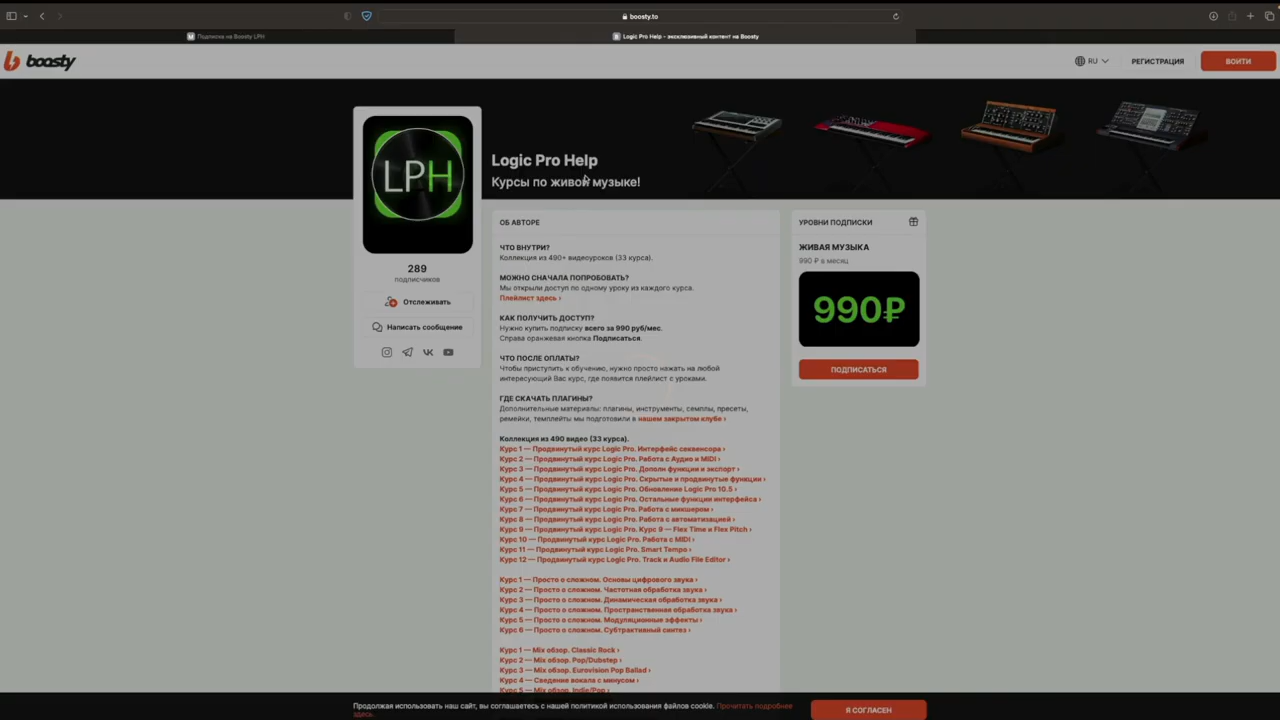 boosty.to
Подписка на Boosty LPH
Logic Pro Help - эксклюзивный контент на Boosty
boosty
RU
РЕГИСТРАЦИЯ
ВОЙТИ
LPH
Logic Pro Help
Курсы по живой музыке!
289
подписчиков
Отслеживать
Написать сообщение
ОБ АВТОРЕ
ЧТО ВНУТРИ?
Коллекция из 490+ видеоуроков (33 курса).
МОЖНО СНАЧАЛА ПОПРОБОВАТЬ?
Мы открыли доступ по одному уроку из каждого курса.
Плейлист здесь ›
КАК ПОЛУЧИТЬ ДОСТУП?
Нужно купить подписку всего за 990 руб/мес.
Справа оранжевая кнопка Подписаться.
ЧТО ПОСЛЕ ОПЛАТЫ?
Чтобы приступить к обучению, нужно просто нажать на любой
интересующий Вас курс, где появится плейлист с уроками.
ГДЕ СКАЧАТЬ ПЛАГИНЫ?
Дополнительные материалы: плагины, инструменты, семплы, пресеты,
ремейки, темплейты мы подготовили в нашем закрытом клубе ›
Коллекция из 490 видео (33 курса).
Курс 1 — Продвинутый курс Logic Pro. Интерфейс секвенсора ›
Курс 2 — Продвинутый курс Logic Pro. Работа с Аудио и MIDI ›
Курс 3 — Продвинутый курс Logic Pro. Дополн функции и экспорт ›
Курс 4 — Продвинутый курс Logic Pro. Скрытые и продвинутые функции ›
Курс 5 — Продвинутый курс Logic Pro. Обновление Logic Pro 10.5 ›
Курс 6 — Продвинутый курс Logic Pro. Остальные функции интерфейса ›
Курс 7 — Продвинутый курс Logic Pro. Работа с микшером ›
Курс 8 — Продвинутый курс Logic Pro. Работа с автоматизацией ›
Курс 9 — Продвинутый курс Logic Pro. Курс 9 — Flex Time и Flex Pitch ›
Курс 10 — Продвинутый курс Logic Pro. Работа с MIDI ›
Курс 11 — Продвинутый курс Logic Pro. Smart Tempo ›
Курс 12 — Продвинутый курс Logic Pro. Track и Audio File Editor ›
Курс 1 — Просто о сложном. Основы цифрового звука ›
Курс 2 — Просто о сложном. Частотная обработка звука ›
Курс 3 — Просто о сложном. Динамическая обработка звука ›
Курс 4 — Просто о сложном. Пространственная обработка звука ›
Курс 5 — Просто о сложном. Модуляционные эффекты ›
Курс 6 — Просто о сложном. Субтрактивный синтез ›
Курс 1 — Mix обзор. Classic Rock ›
Курс 2 — Mix обзор. Pop/Dubstep ›
Курс 3 — Mix обзор. Eurovision Pop Ballad ›
Курс 4 — Сведение вокала с минусом ›
Курс 5 — Mix обзор. Indie/Pop ›
УРОВНИ ПОДПИСКИ
ЖИВАЯ МУЗЫКА
990 ₽ в месяц
990₽
ПОДПИСАТЬСЯ
Продолжая использовать наш сайт, вы соглашаетесь с нашей политикой использования файлов cookie. Прочитать подробнее
здесь
Я СОГЛАСЕН